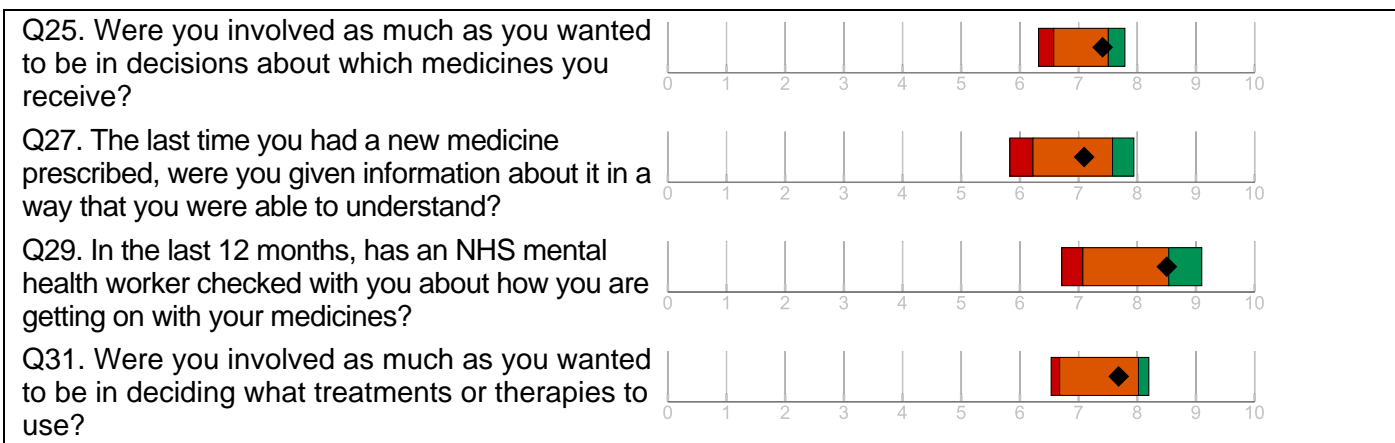 Q25. Were you involved as much as you wanted
to be in decisions about which medicines you
receive?
0 1 2 3 4 5 6 7 8 9 10
Q27. The last time you had a new medicine
prescribed, were you given information about it in a
way that you were able to understand?
0 1 2 3 4 5 6 7 8 9 10
Q29. In the last 12 months, has an NHS mental
health worker checked with you about how you are
getting on with your medicines?
0 1 2 3 4 5 6 7 8 9 10
Q31. Were you involved as much as you wanted
to be in deciding what treatments or therapies to
use?
0 1 2 3 4 5 6 7 8 9 10